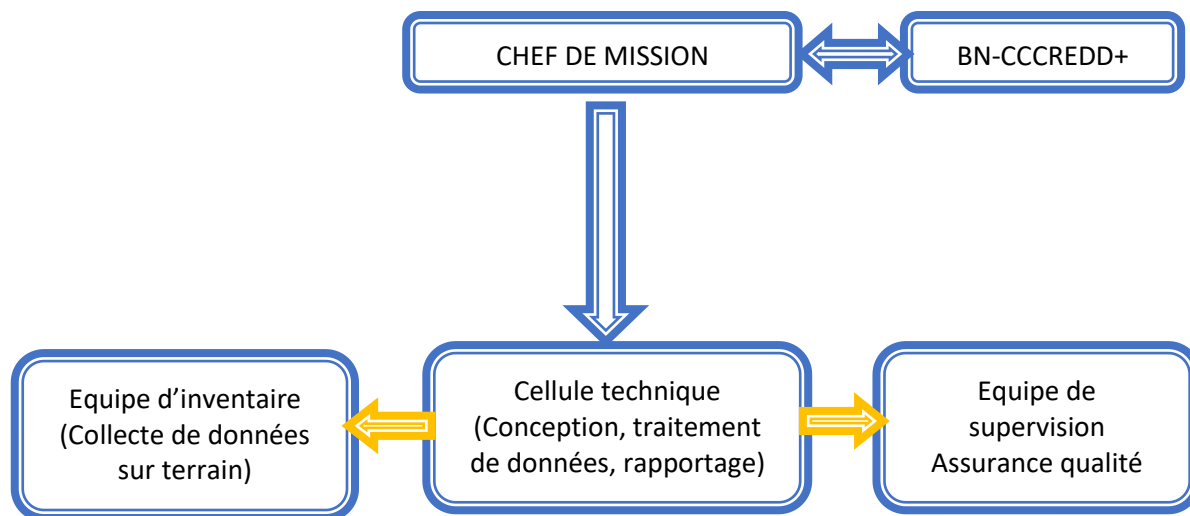 CHEF DE MISSION
BN-CCCREDD+
Equipe d’inventaire
(Collecte de données
sur terrain)
Cellule technique
(Conception, traitement
de données, rapportage)
Equipe de
supervision
Assurance qualité